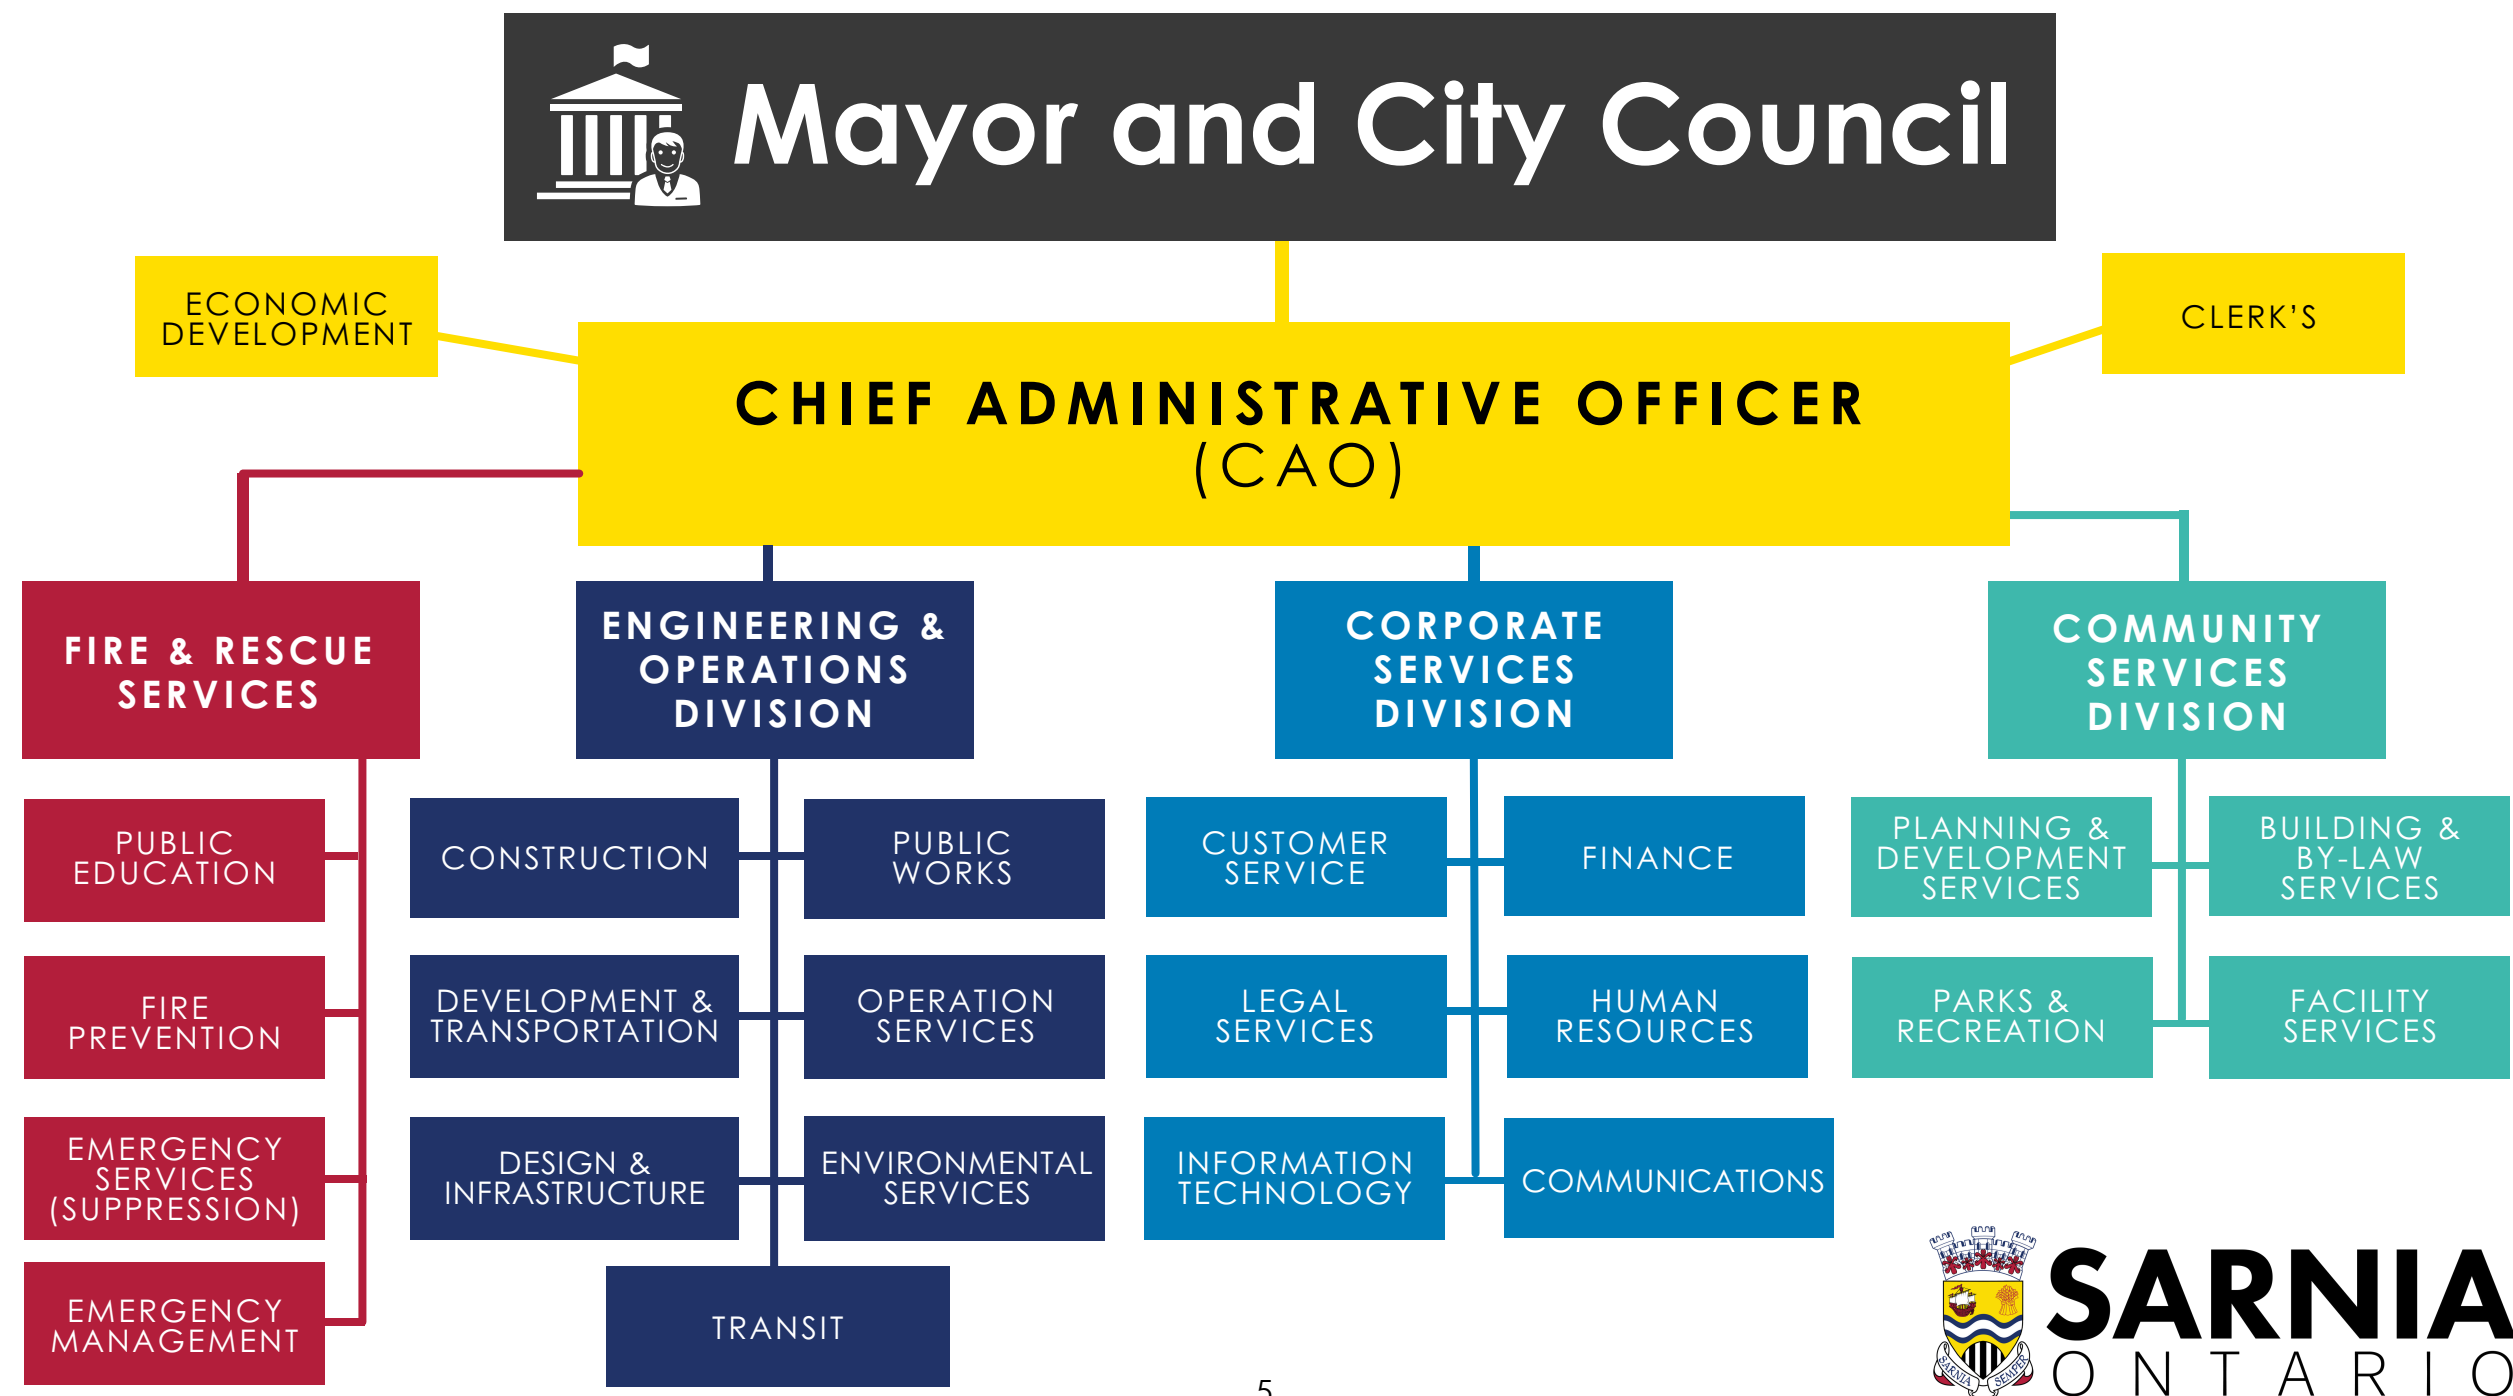 Mayor and City Council
ECONOMIC
DEVELOPMENT
CLERK’S
CHIEF ADMINISTRATIVE OFFICER
(CAO)
FIRE & RESCUE
SERVICES
ENGINEERING &
OPERATIONS
DIVISION
CORPORATE
SERVICES
DIVISION
COMMUNITY
SERVICES
DIVISION
PUBLIC
EDUCATION
FIRE
PREVENTION
EMERGENCY
SERVICES
(SUPPRESSION)
EMERGENCY
MANAGEMENT
CONSTRUCTION
PUBLIC
WORKS
DEVELOPMENT &
TRANSPORTATION
OPERATION
SERVICES
DESIGN &
INFRASTRUCTURE
ENVIRONMENTAL
SERVICES
TRANSIT
CUSTOMER
SERVICE
FINANCE
LEGAL
SERVICES
HUMAN
RESOURCES
INFORMATION
TECHNOLOGY
COMMUNICATIONS
PLANNING &
DEVELOPMENT
SERVICES
BUILDING &
BY-LAW
SERVICES
PARKS &
RECREATION
FACILITY
SERVICES
SARNIA SEMPER
SARNIA
ONTARIO
5